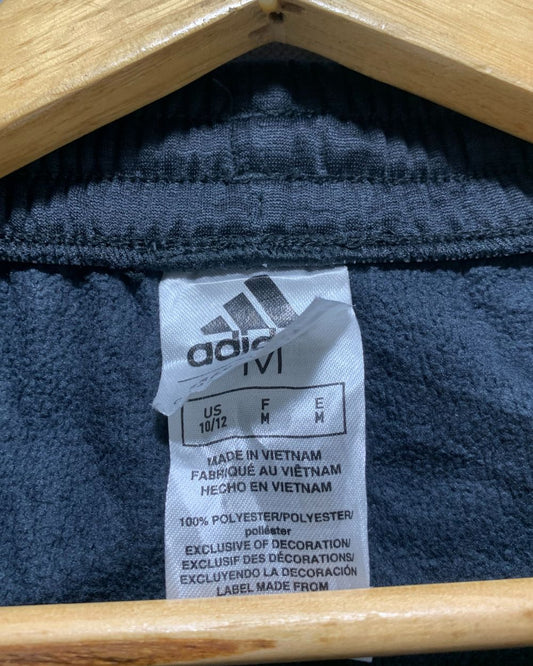 adidas
M
US F E
10/12 M M
MADE IN VIETNAM
FABRIQUÉ AU VIÊTNAM
HECHO EN VIETNAM
100% POLYESTER/POLYESTER/
poliéster
EXCLUSIVE OF DECORATION/
EXCLUSIF DES DÉCORATIONS/
EXCLUYENDO LA DECORACIÓN
LABEL MADE FROM